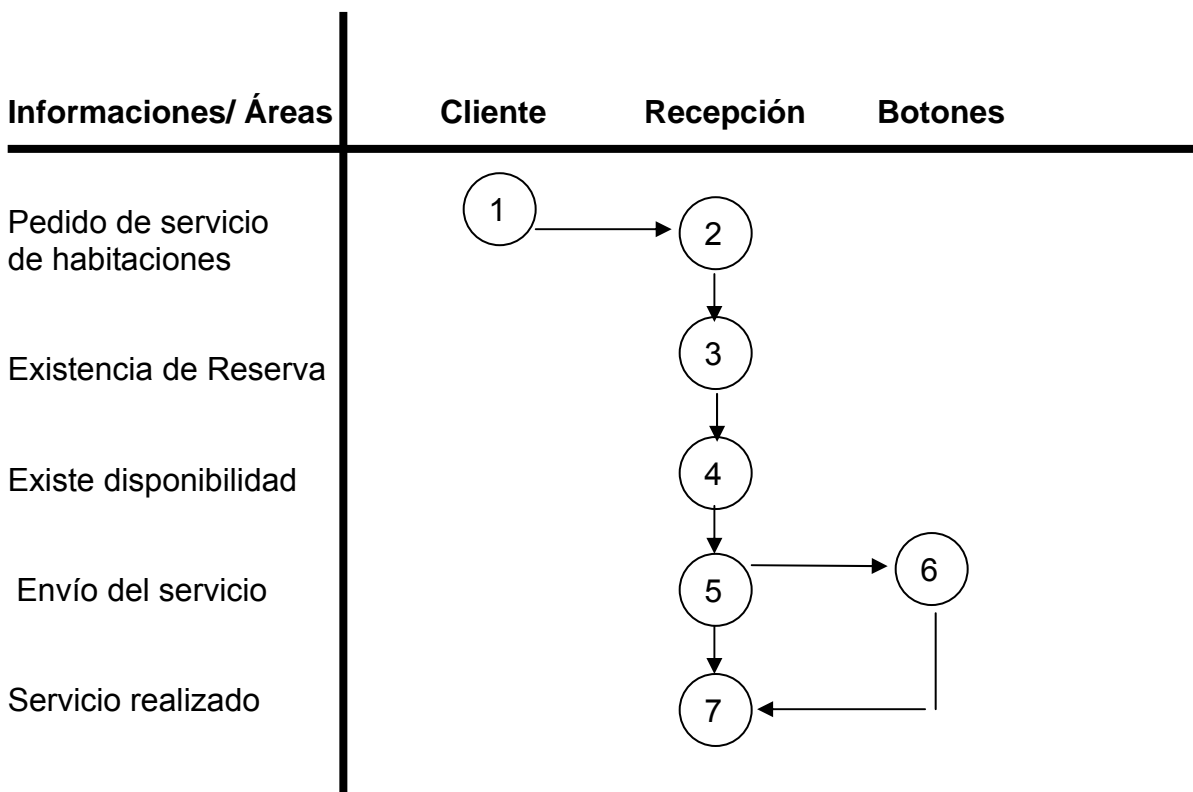 Informaciones/ Áreas Cliente Recepción Botones
1
Pedido de servicio
2
de habitaciones
3
Existencia de Reserva
4
Existe disponibilidad
6
Envío del servicio
5
Servicio realizado
7